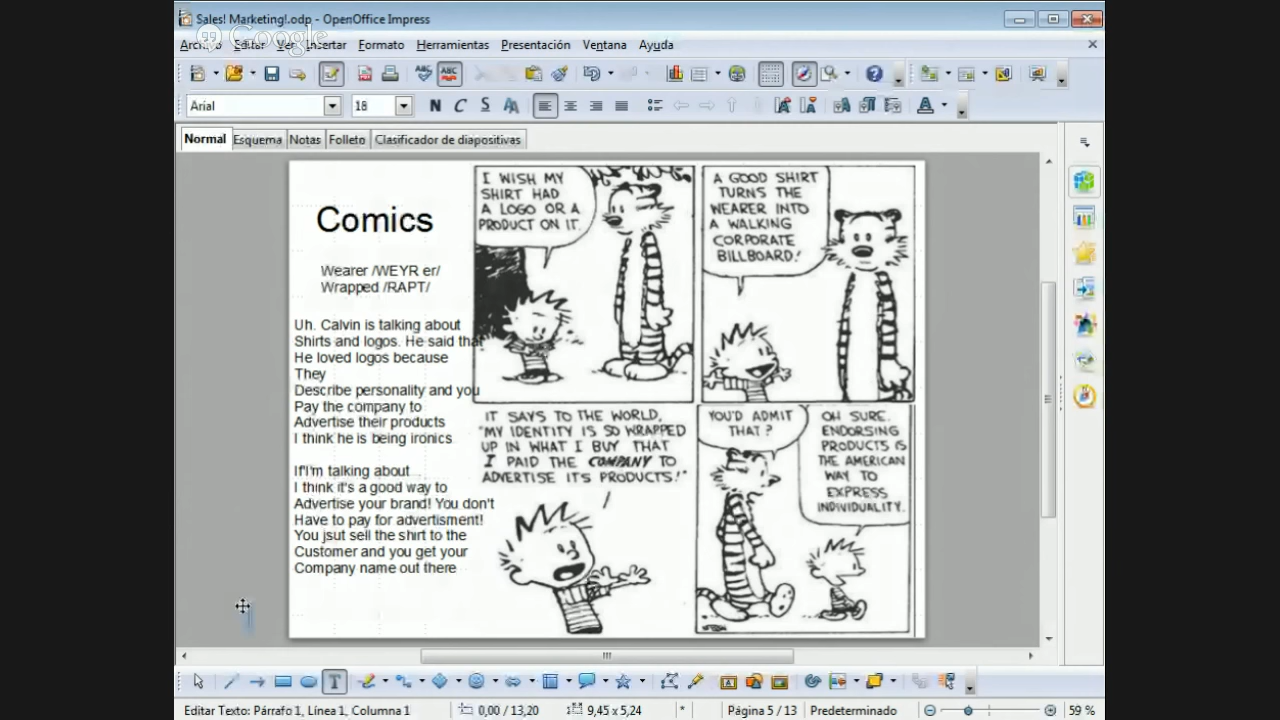 Sales! Marketing!.odp - OpenOffice Impress
Google
Archivo Editar Ver Insertar Formato Herramientas Presentación Ventana Ayuda
Arial
18
Normal Esquema Notas Folleto Clasificador de diapositivas
Comics
Wearer /WEYR er/
Wrapped /RAPT/
Uh. Calvin is talking about
Shirts and logos. He said that
He loved logos because
They
Describe personality and you
Pay the company to
Advertise their products
I think he is being ironics
If'I'm talking about
I think it's a good way to
Advertise your brand! You don't
Have to pay for advertisment!
You jsut sell the shirt to the
Customer and you get your
Company name out there
I WISH MY
SHIRT HAD
A LOGO OR A
PRODUCT ON IT.
A GOOD SHIRT
TURNS THE
WEARER INTO
A WALKING
CORPORATE
BILLBOARD!
IT SAYS TO THE WORLD,
"MY IDENTITY IS SO WRAPPED
UP IN WHAT I BUY THAT
I PAID THE COMPANY TO
ADVERTISE ITS PRODUCTS!"
YOU'D ADMIT
THAT?
OH SURE.
ENDORSING
PRODUCTS IS
THE AMERICAN
WAY TO
EXPRESS
INDIVIDUALITY.
Editar Texto: Párrafo 1, Línea 1, Columna 1
0,00 / 13,20
9,45 x 5,24
*
Página 5 / 13
Predeterminado
59 %